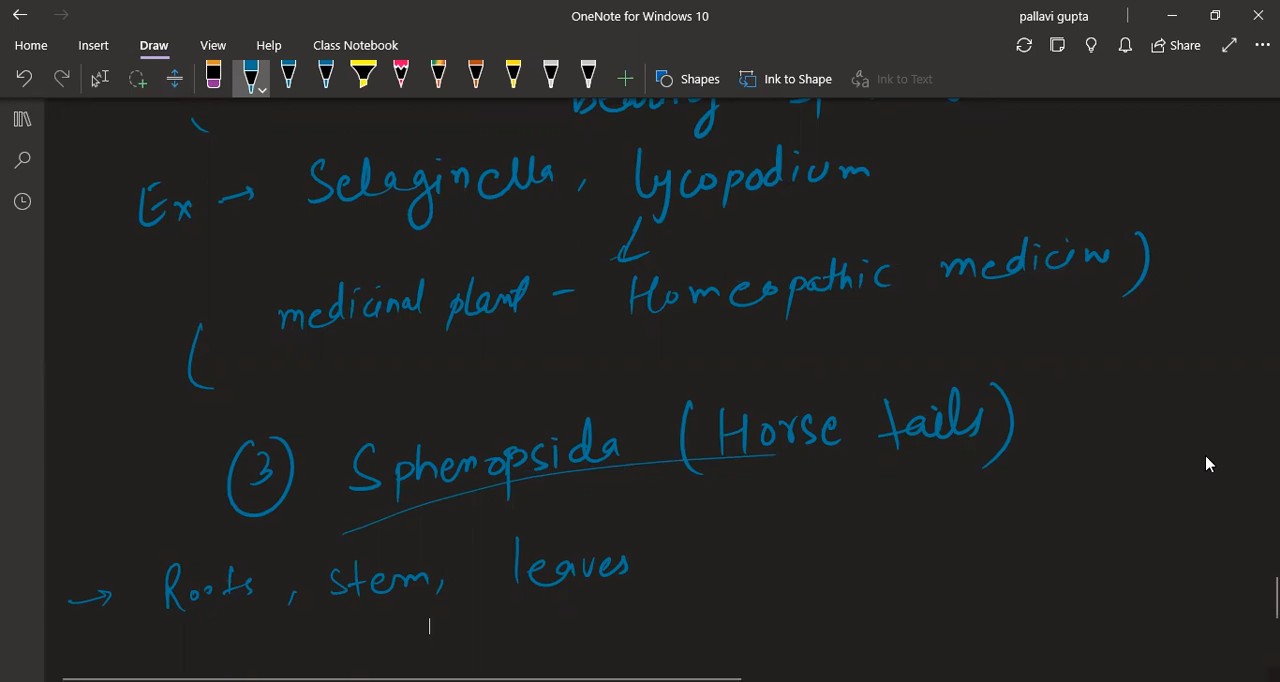 OneNote for Windows 10
pallavi gupta
Home Insert Draw View Help Class Notebook
Share
Shapes Ink to Shape Ink to Text
Ex → Selaginella, Lycopodium
(medicinal plant - Homeopathic medicine)
③ Sphenopsida (Horse tails)
→ Roots, stem, leaves